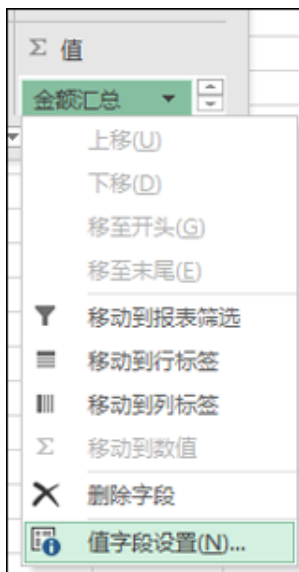 Σ 值
金额汇总
上移(U)
下移(D)
移至开头(G)
移至末尾(E)
移动到报表筛选
移动到行标签
移动到列标签
Σ 移动到数值
删除字段
值字段设置(N)...